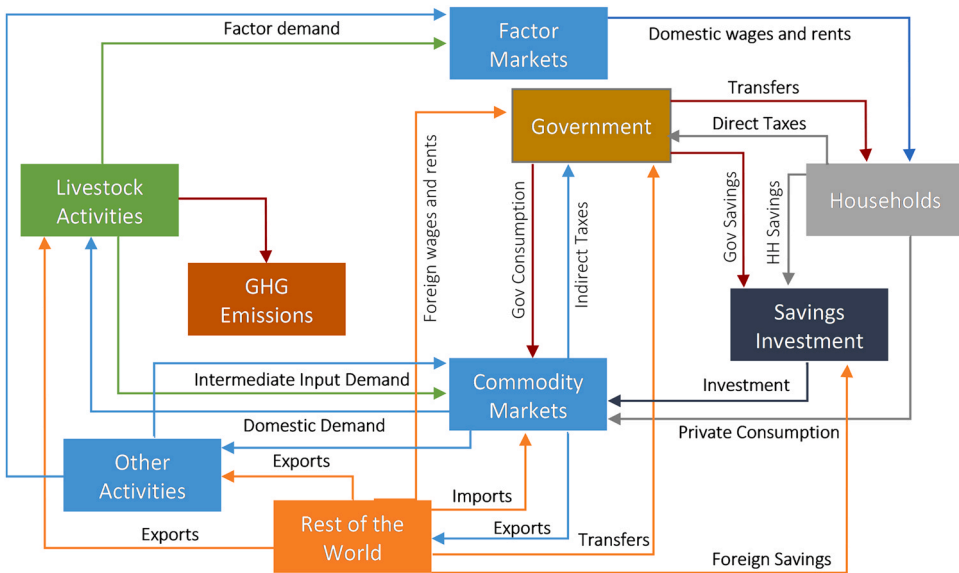 Factor demand
Factor
Markets
Domestic wages and rents
Transfers
Government
Direct Taxes
Livestock
Activities
Households
Foreign wages and rents
Gov Consumption
Indirect Taxes
Gov Savings
HH Savings
GHG
Emissions
Savings
Investment
Intermediate Input Demand
Commodity
Markets
Investment
Domestic Demand
Private Consumption
Other
Activities
Exports
Imports
Rest of the
World
Exports
Exports
Transfers
Foreign Savings